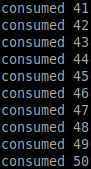 consumed 41
consumed 42
consumed 43
consumed 44
consumed 45
consumed 46
consumed 47
consumed 48
consumed 49
consumed 50